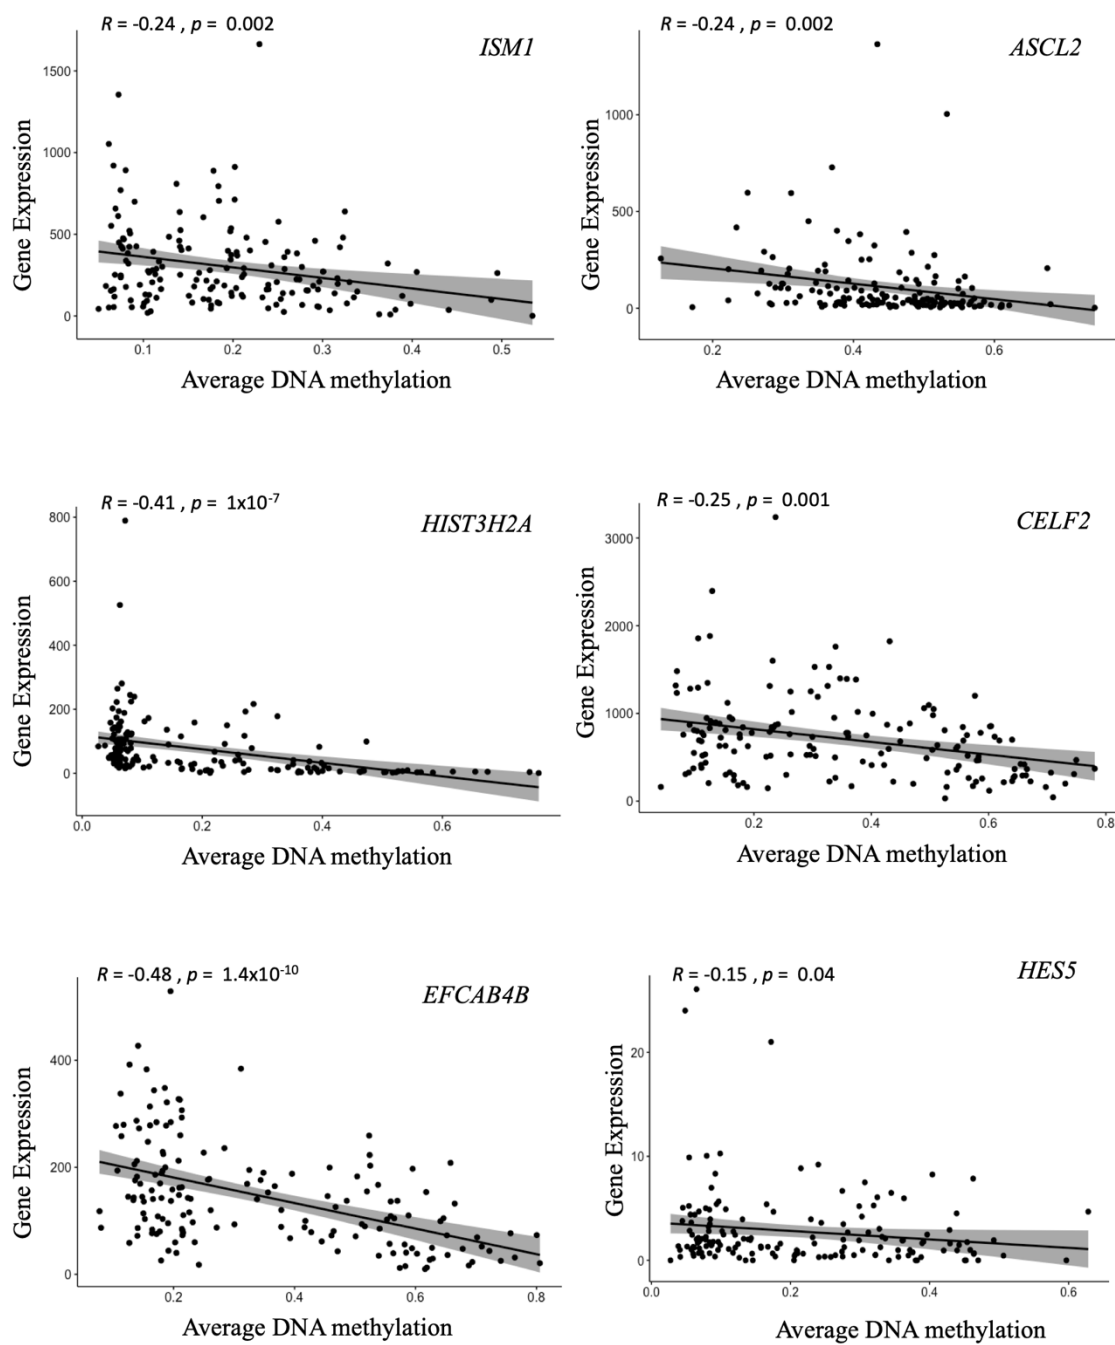 R = -0.24 , p = 0.002
ISM1
Gene Expression
1500
1000
500
0
0.1 0.2 0.3 0.4 0.5
Average DNA methylation
R = -0.24 , p = 0.002
ASCL2
Gene Expression
1000
500
0
0.2 0.4 0.6
Average DNA methylation
R = -0.41 , p = 1x10⁻⁷
HIST3H2A
Gene Expression
800
600
400
200
0
0.0 0.2 0.4 0.6
Average DNA methylation
R = -0.25 , p = 0.001
CELF2
Gene Expression
3000
2000
1000
0
0.2 0.4 0.6 0.8
Average DNA methylation
R = -0.48 , p = 1.4x10⁻¹⁰
EFCAB4B
Gene Expression
400
200
0
0.2 0.4 0.6 0.8
Average DNA methylation
R = -0.15 , p = 0.04
HES5
Gene Expression
20
10
0
0.0 0.2 0.4 0.6
Average DNA methylation